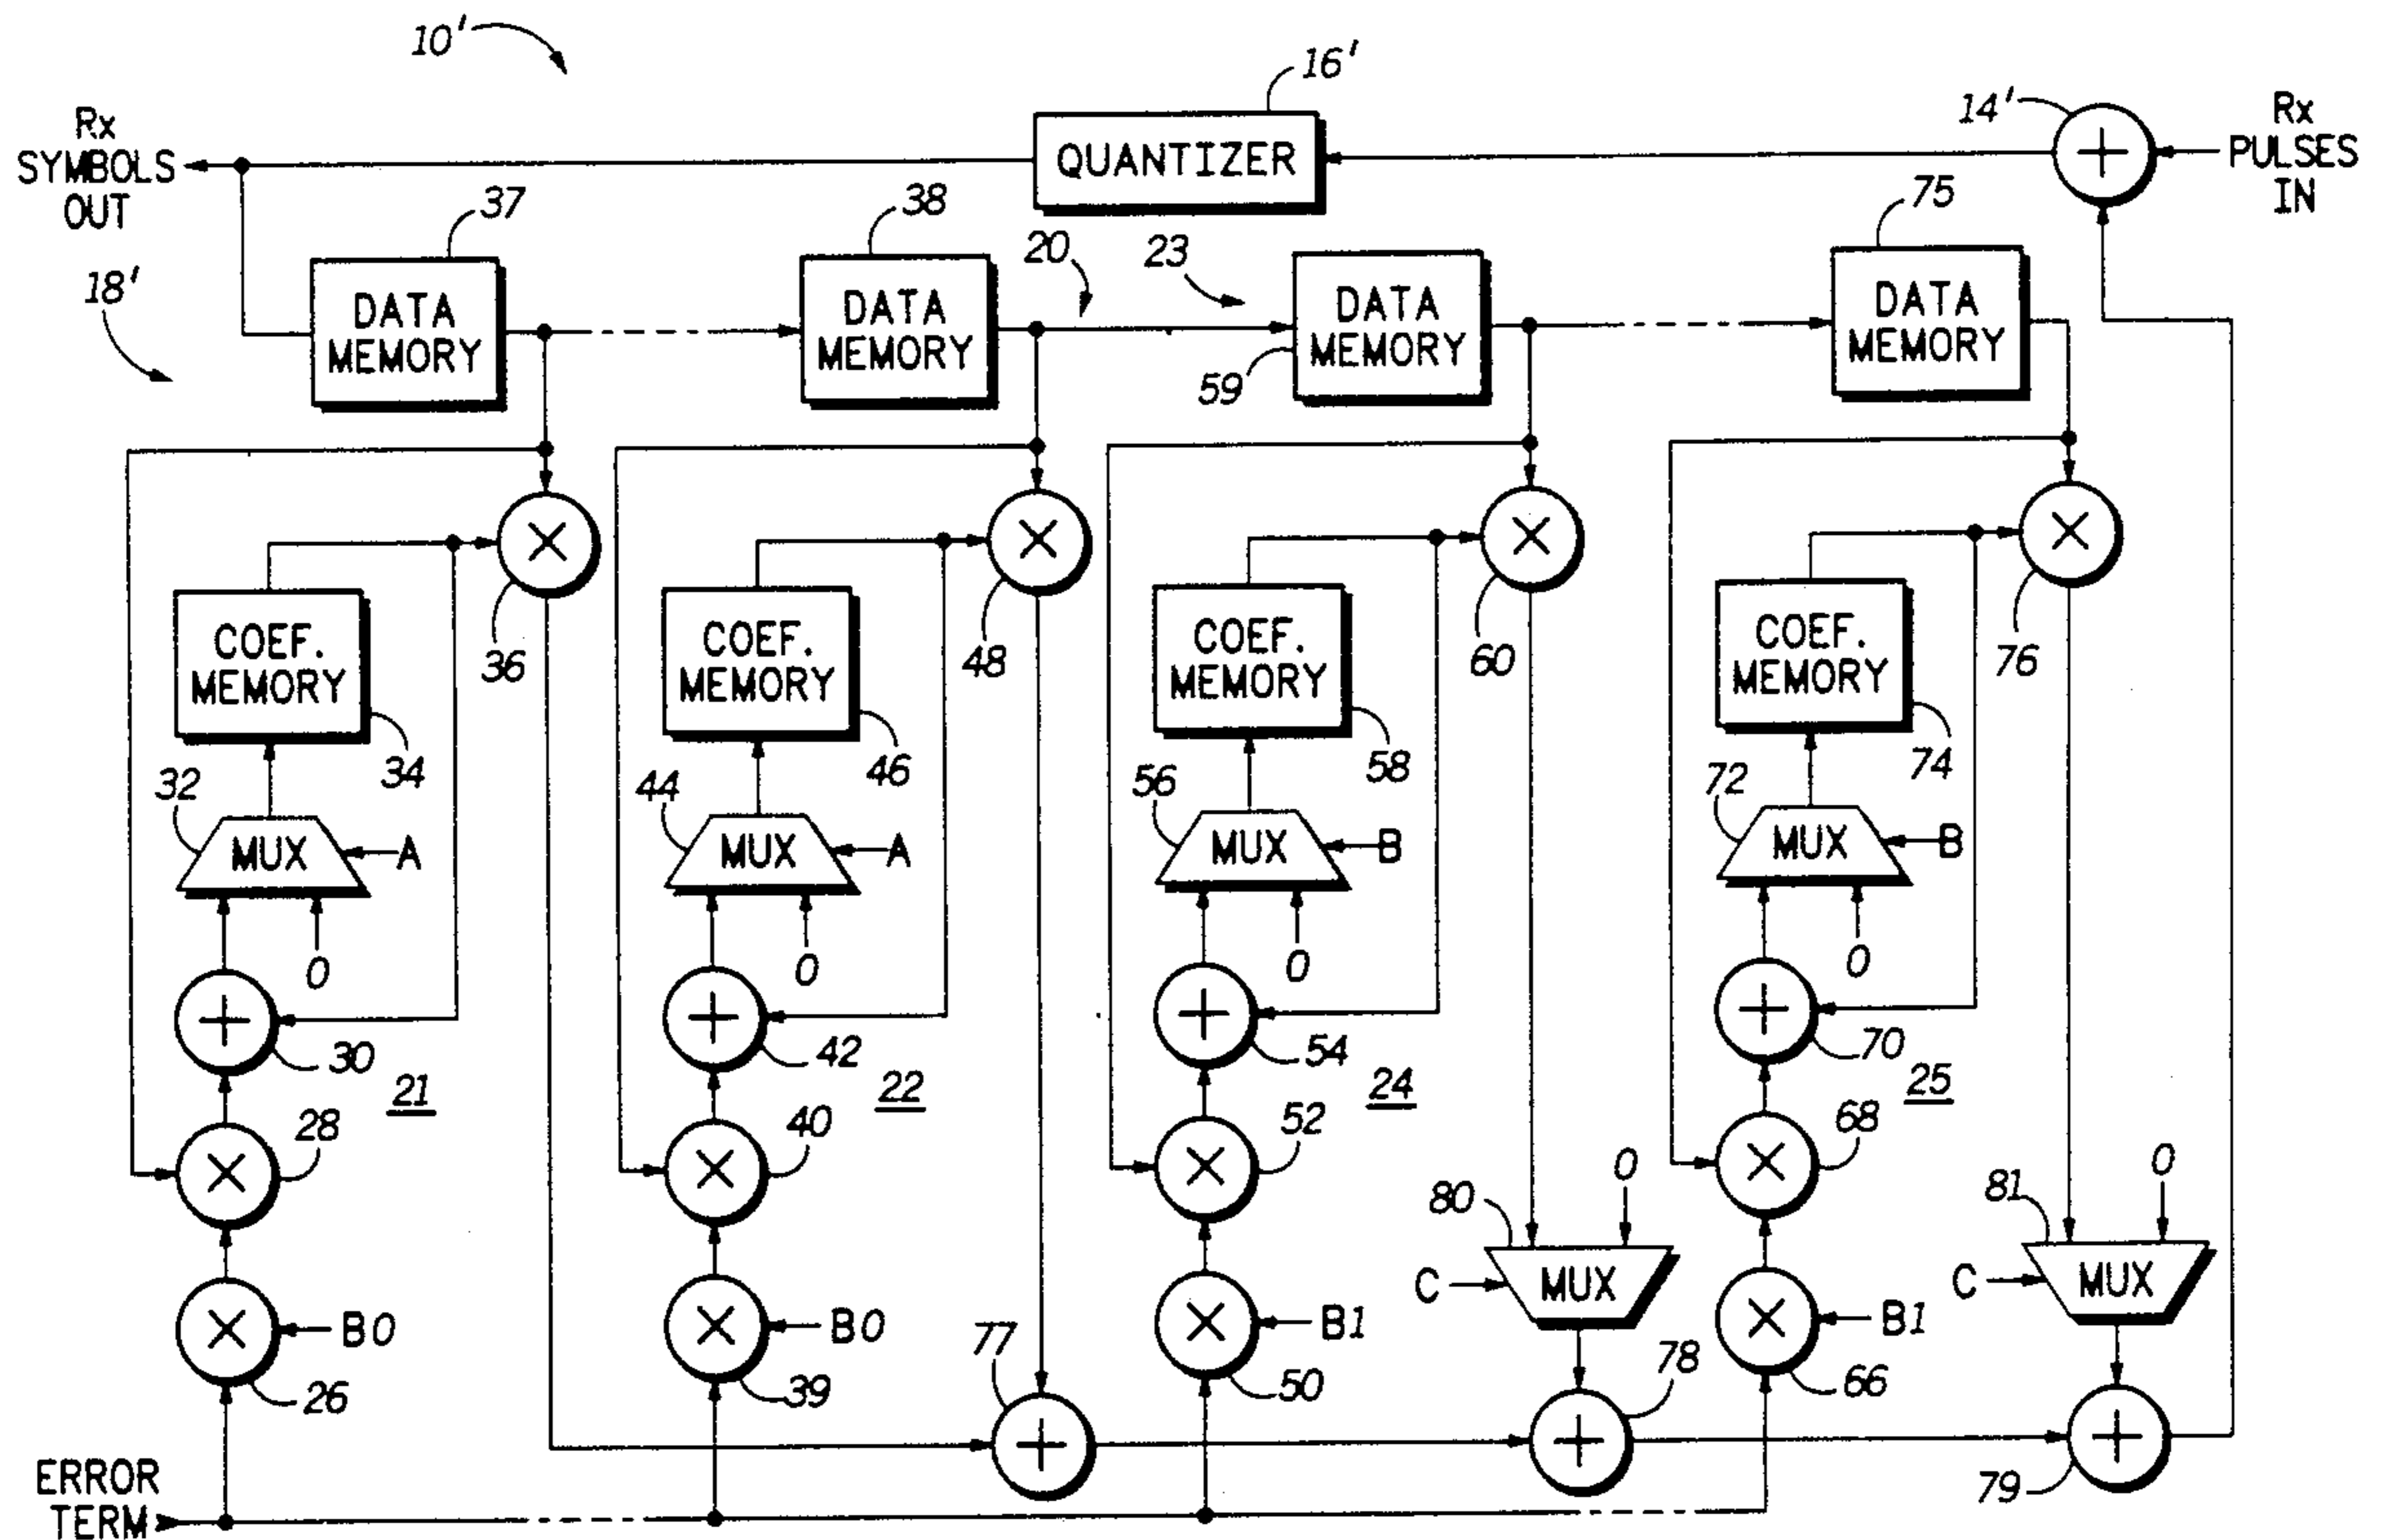 10'
16'
14'
Rx
SYMBOLS
OUT
QUANTIZER
+
Rx
PULSES
IN
37
38
20
23
75
18'
DATA
MEMORY
DATA
MEMORY
DATA
MEMORY
59
DATA
MEMORY
×
36
×
48
×
60
×
76
COEF.
MEMORY
34
COEF.
MEMORY
46
COEF.
MEMORY
58
COEF.
MEMORY
74
32
MUX
A
0
44
MUX
A
0
56
MUX
B
0
72
MUX
B
0
+
30
21
+
42
22
+
54
24
+
70
25
×
28
×
40
×
52
×
68
80
0
C
MUX
81
0
C
MUX
×
B0
26
×
B0
39
×
B1
50
×
B1
66
77
+
78
+
79
+
ERROR
TERM